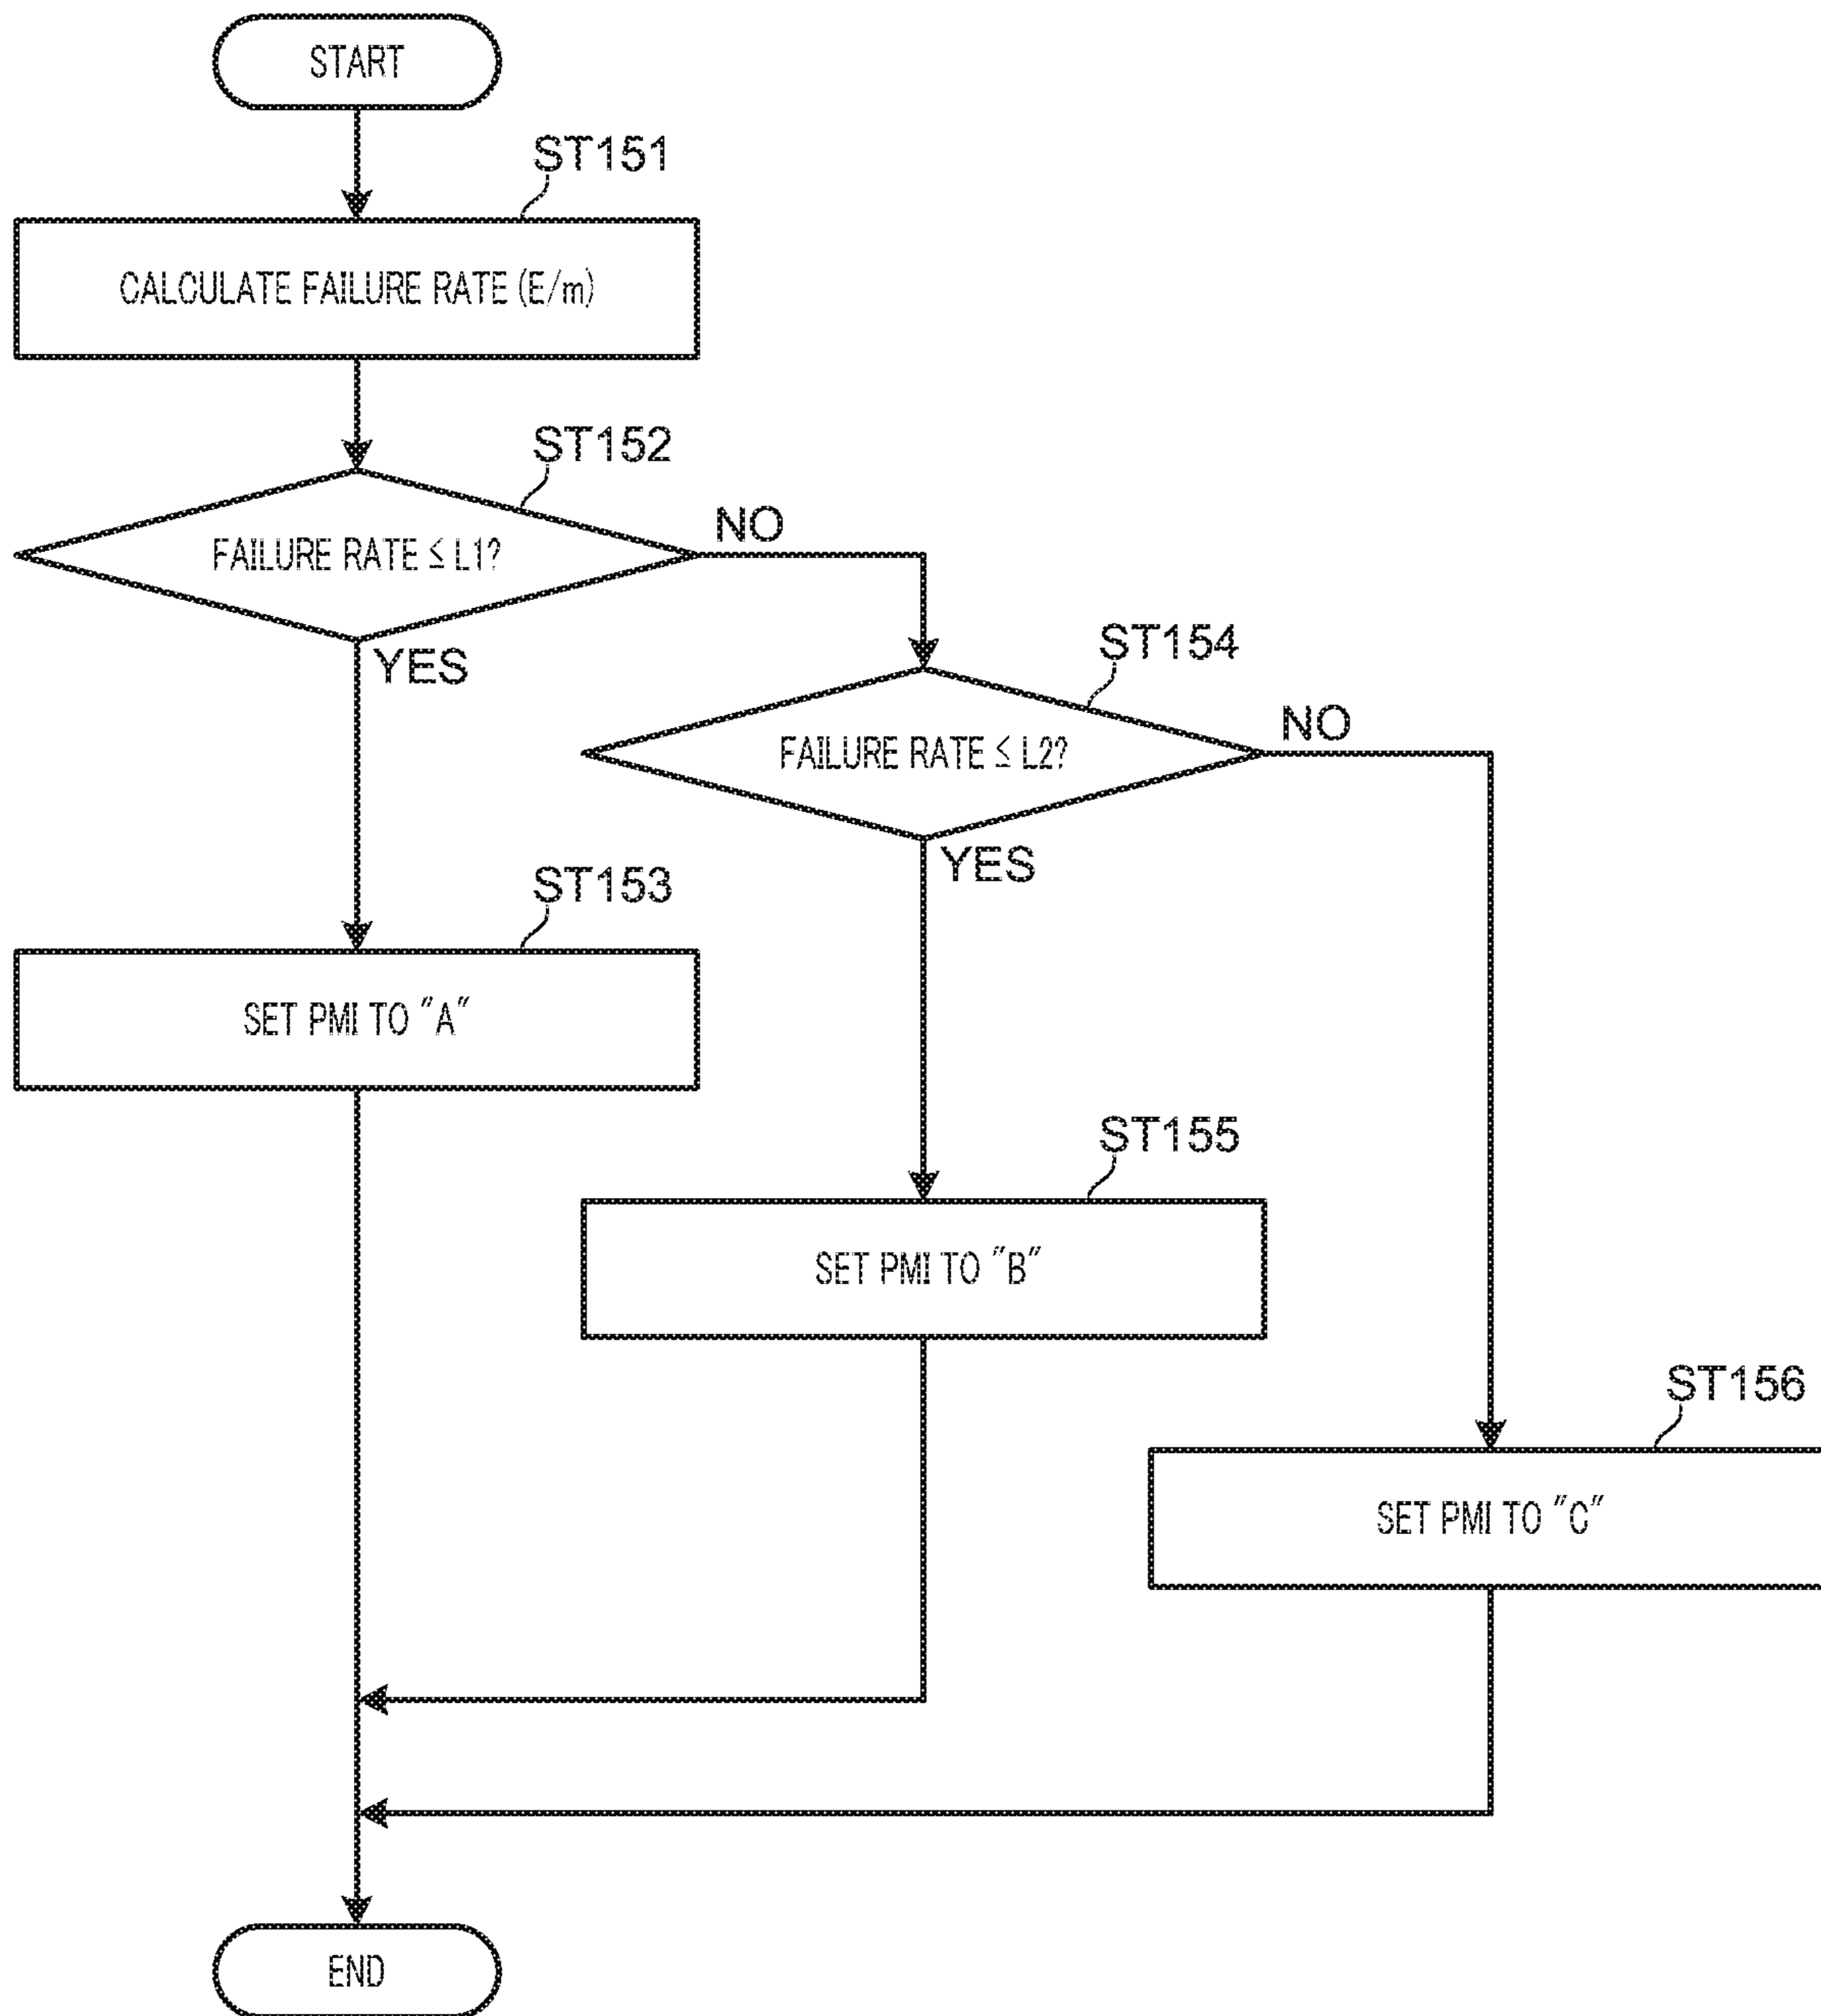 START
ST151
CALCULATE FAILURE RATE (E/m)
ST152
FAILURE RATE ≤ L1?
NO
YES
ST154
FAILURE RATE ≤ L2?
NO
YES
ST153
SET PMI TO "A"
ST155
SET PMI TO "B"
ST156
SET PMI TO "C"
END